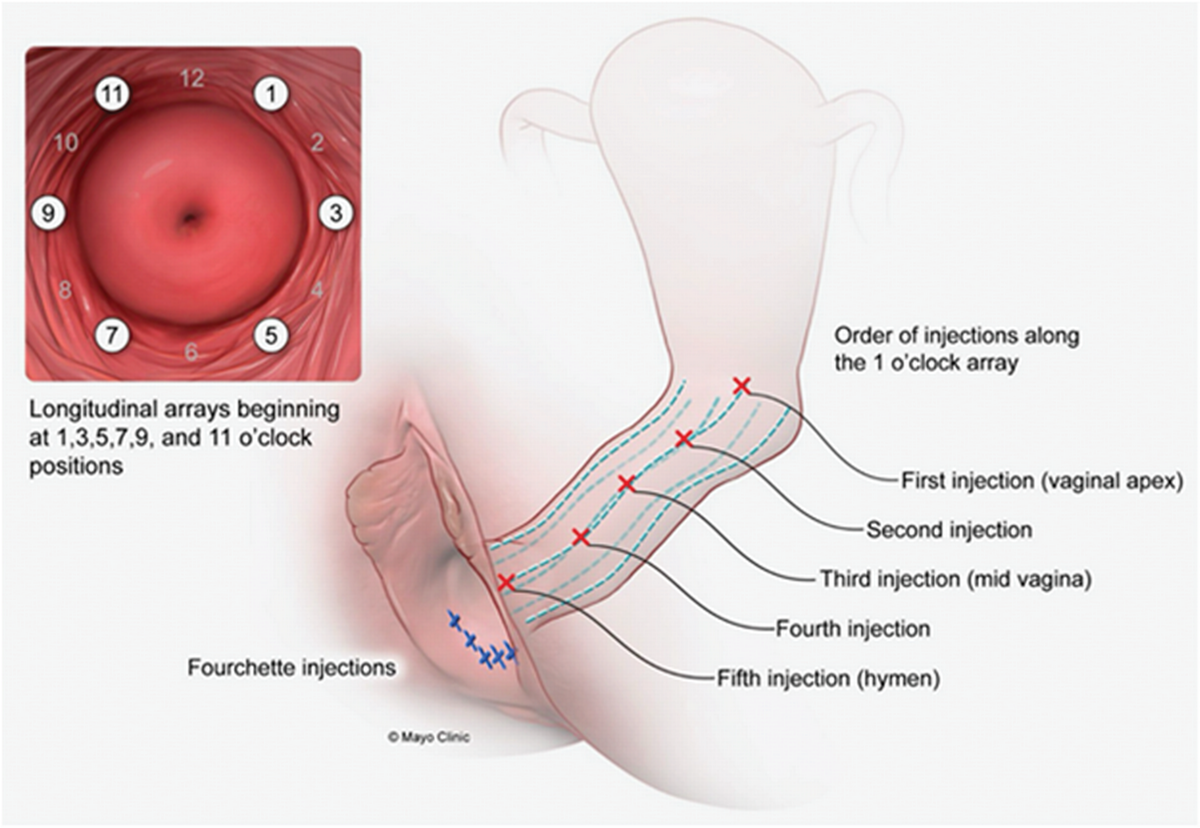 12
11
1
10
2
9
3
8
4
7
5
6
Longitudinal arrays beginning
at 1,3,5,7,9, and 11 o'clock
positions
Order of injections along
the 1 o'clock array
First injection (vaginal apex)
Second injection
Third injection (mid vagina)
Fourth injection
Fifth injection (hymen)
Fourchette injections
© Mayo Clinic